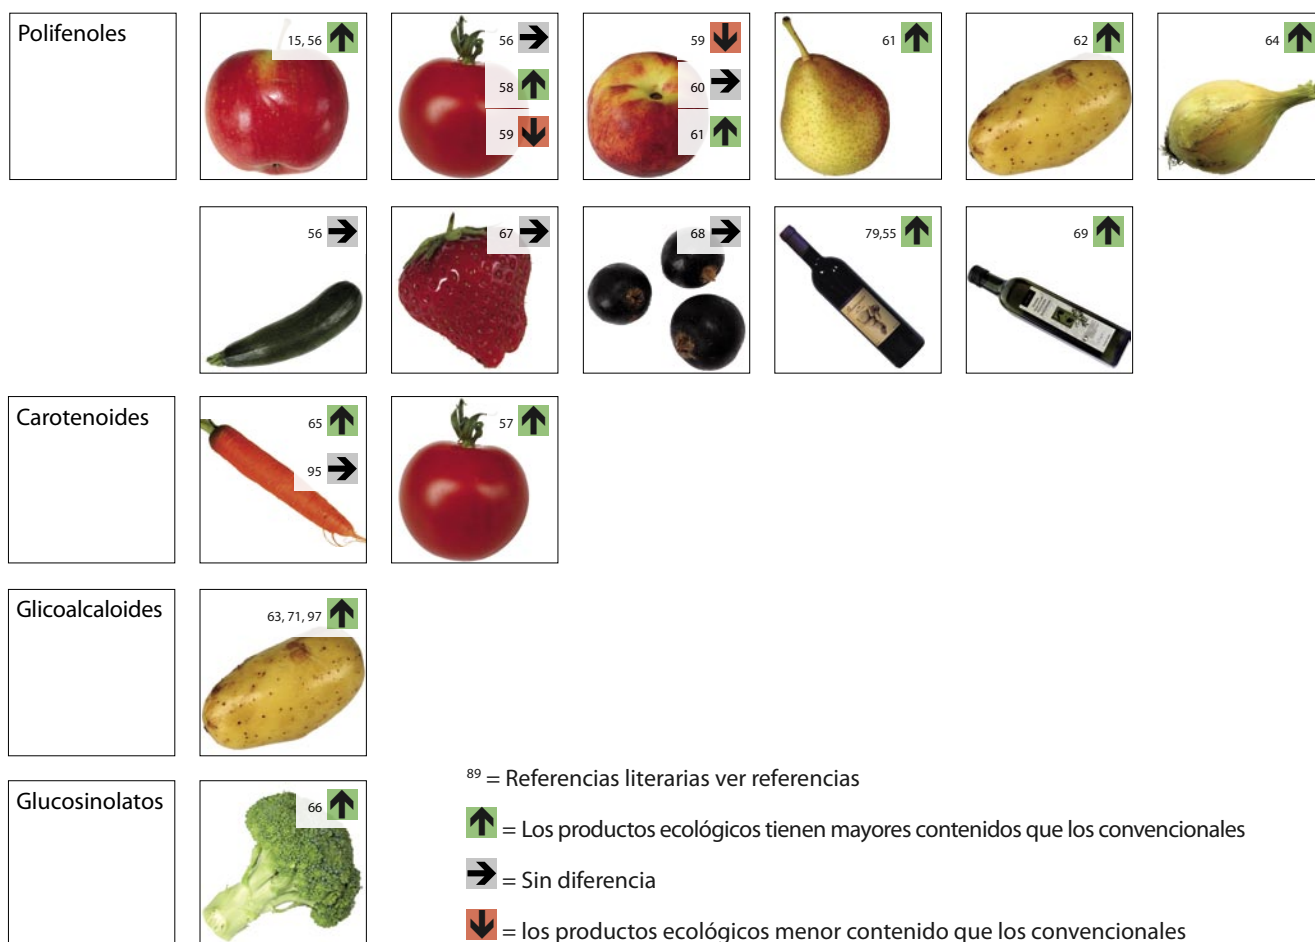 Polifenoles
15, 56
56
58
59
59
60
61
61
62
64
56
67
68
79,55
69
Carotenoides
65
95
57
Glicoalcaloides
63, 71, 97
Glucosinolatos
66
89 = Referencias literarias ver referencias
= Los productos ecológicos tienen mayores contenidos que los convencionales
= Sin diferencia
= los productos ecológicos menor contenido que los convencionales